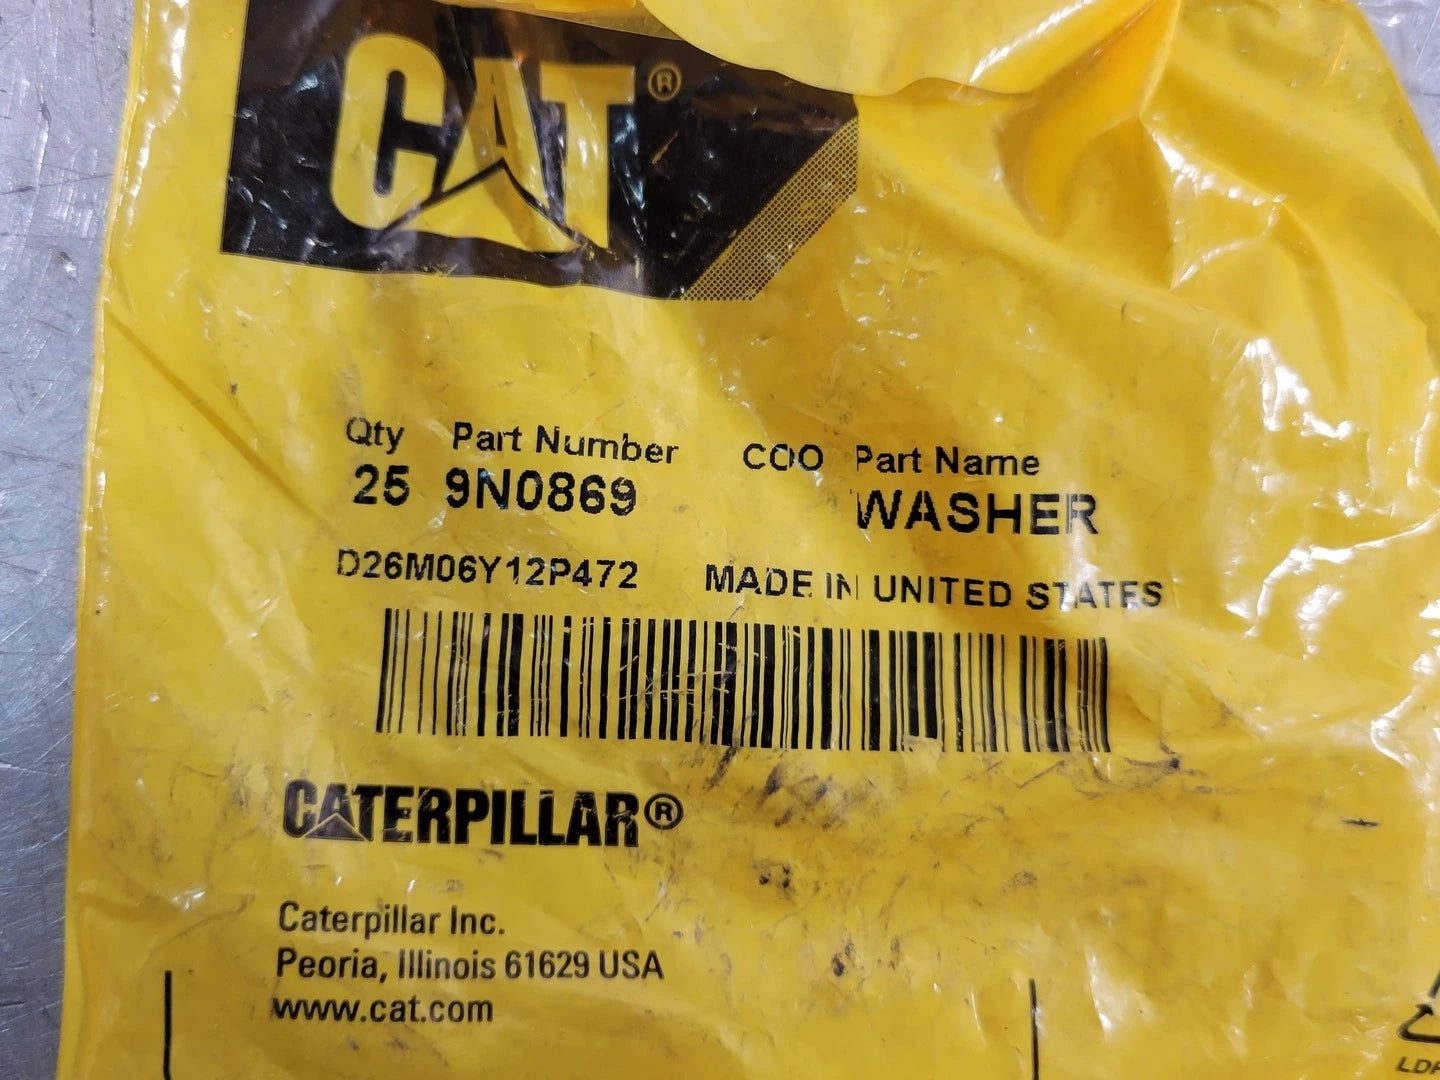 CAT®
Qty Part Number COO Part Name
25 9N0869 WASHER
D26M06Y12P472 MADE IN UNITED STATES
CATERPILLAR®
Caterpillar Inc.
Peoria, Illinois 61629 USA
www.cat.com